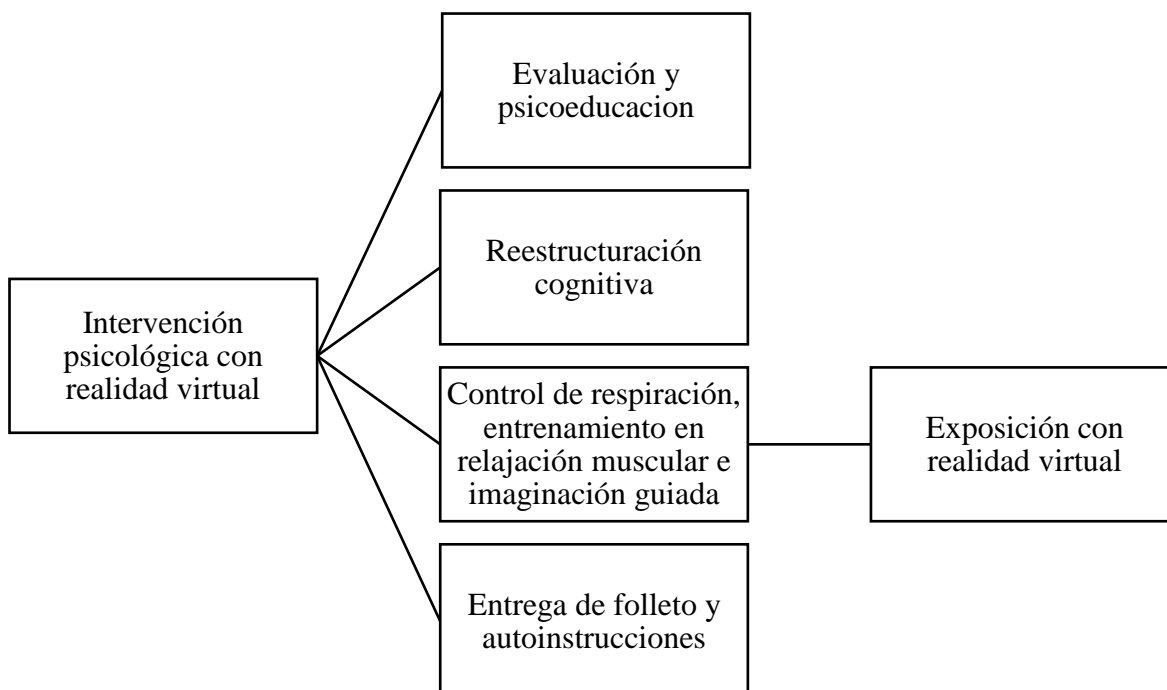 Evaluación y
psicoeducacion
Reestructuración
cognitiva
Intervención
psicológica con
realidad virtual
Control de respiración,
entrenamiento en
relajación muscular e
imaginación guiada
Exposición con
realidad virtual
Entrega de folleto y
autoinstrucciones